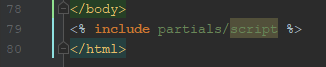 78 </body>
79 <% include partials/script %>
80 </html>